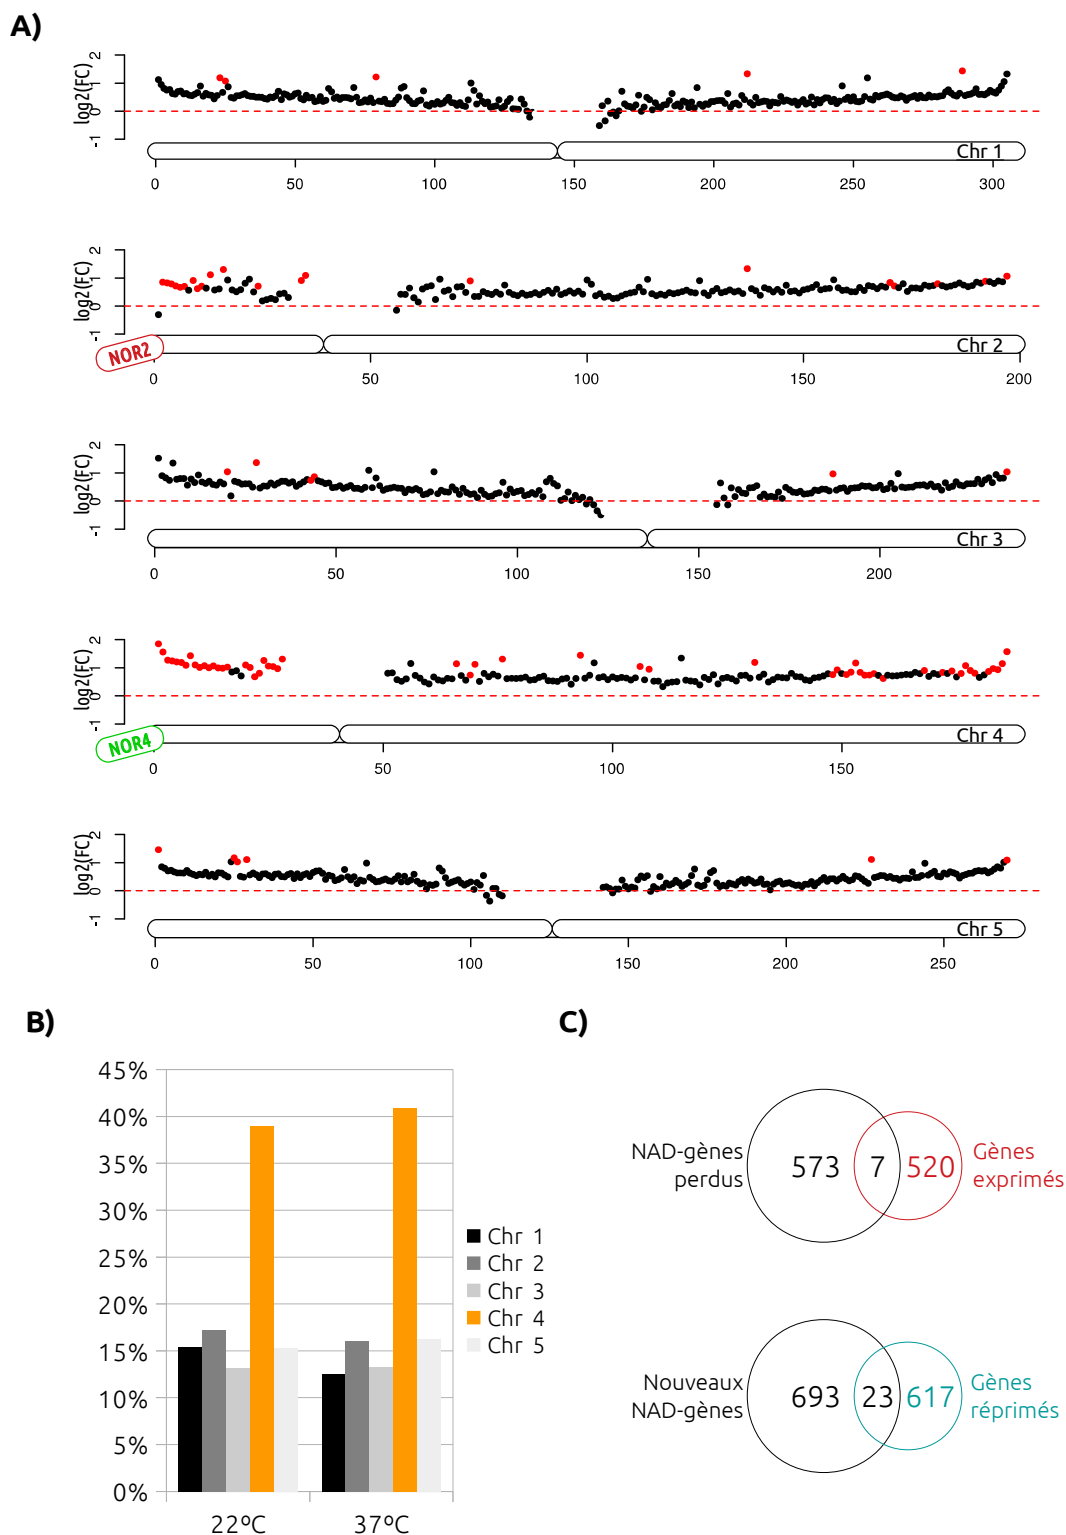 A)
log2(FC)
-1 0 1 2
Chr 1
0 50 100 150 200 250 300
log2(FC)
-1 0 1 2
NOR2
Chr 2
0 50 100 150 200
log2(FC)
-1 0 1 2
Chr 3
0 50 100 150 200
log2(FC)
-1 0 1 2
NOR4
Chr 4
0 50 100 150
log2(FC)
-1 0 1 2
Chr 5
0 50 100 150 200 250
B)
45%
40%
35%
30%
25%
20%
15%
10%
5%
0%
22ºC 37ºC
Chr 1
Chr 2
Chr 3
Chr 4
Chr 5
C)
NAD-gènes
perdus
573 7 520
Gènes
exprimés
Nouveaux
NAD-gènes
693 23 617
Gènes
réprimés